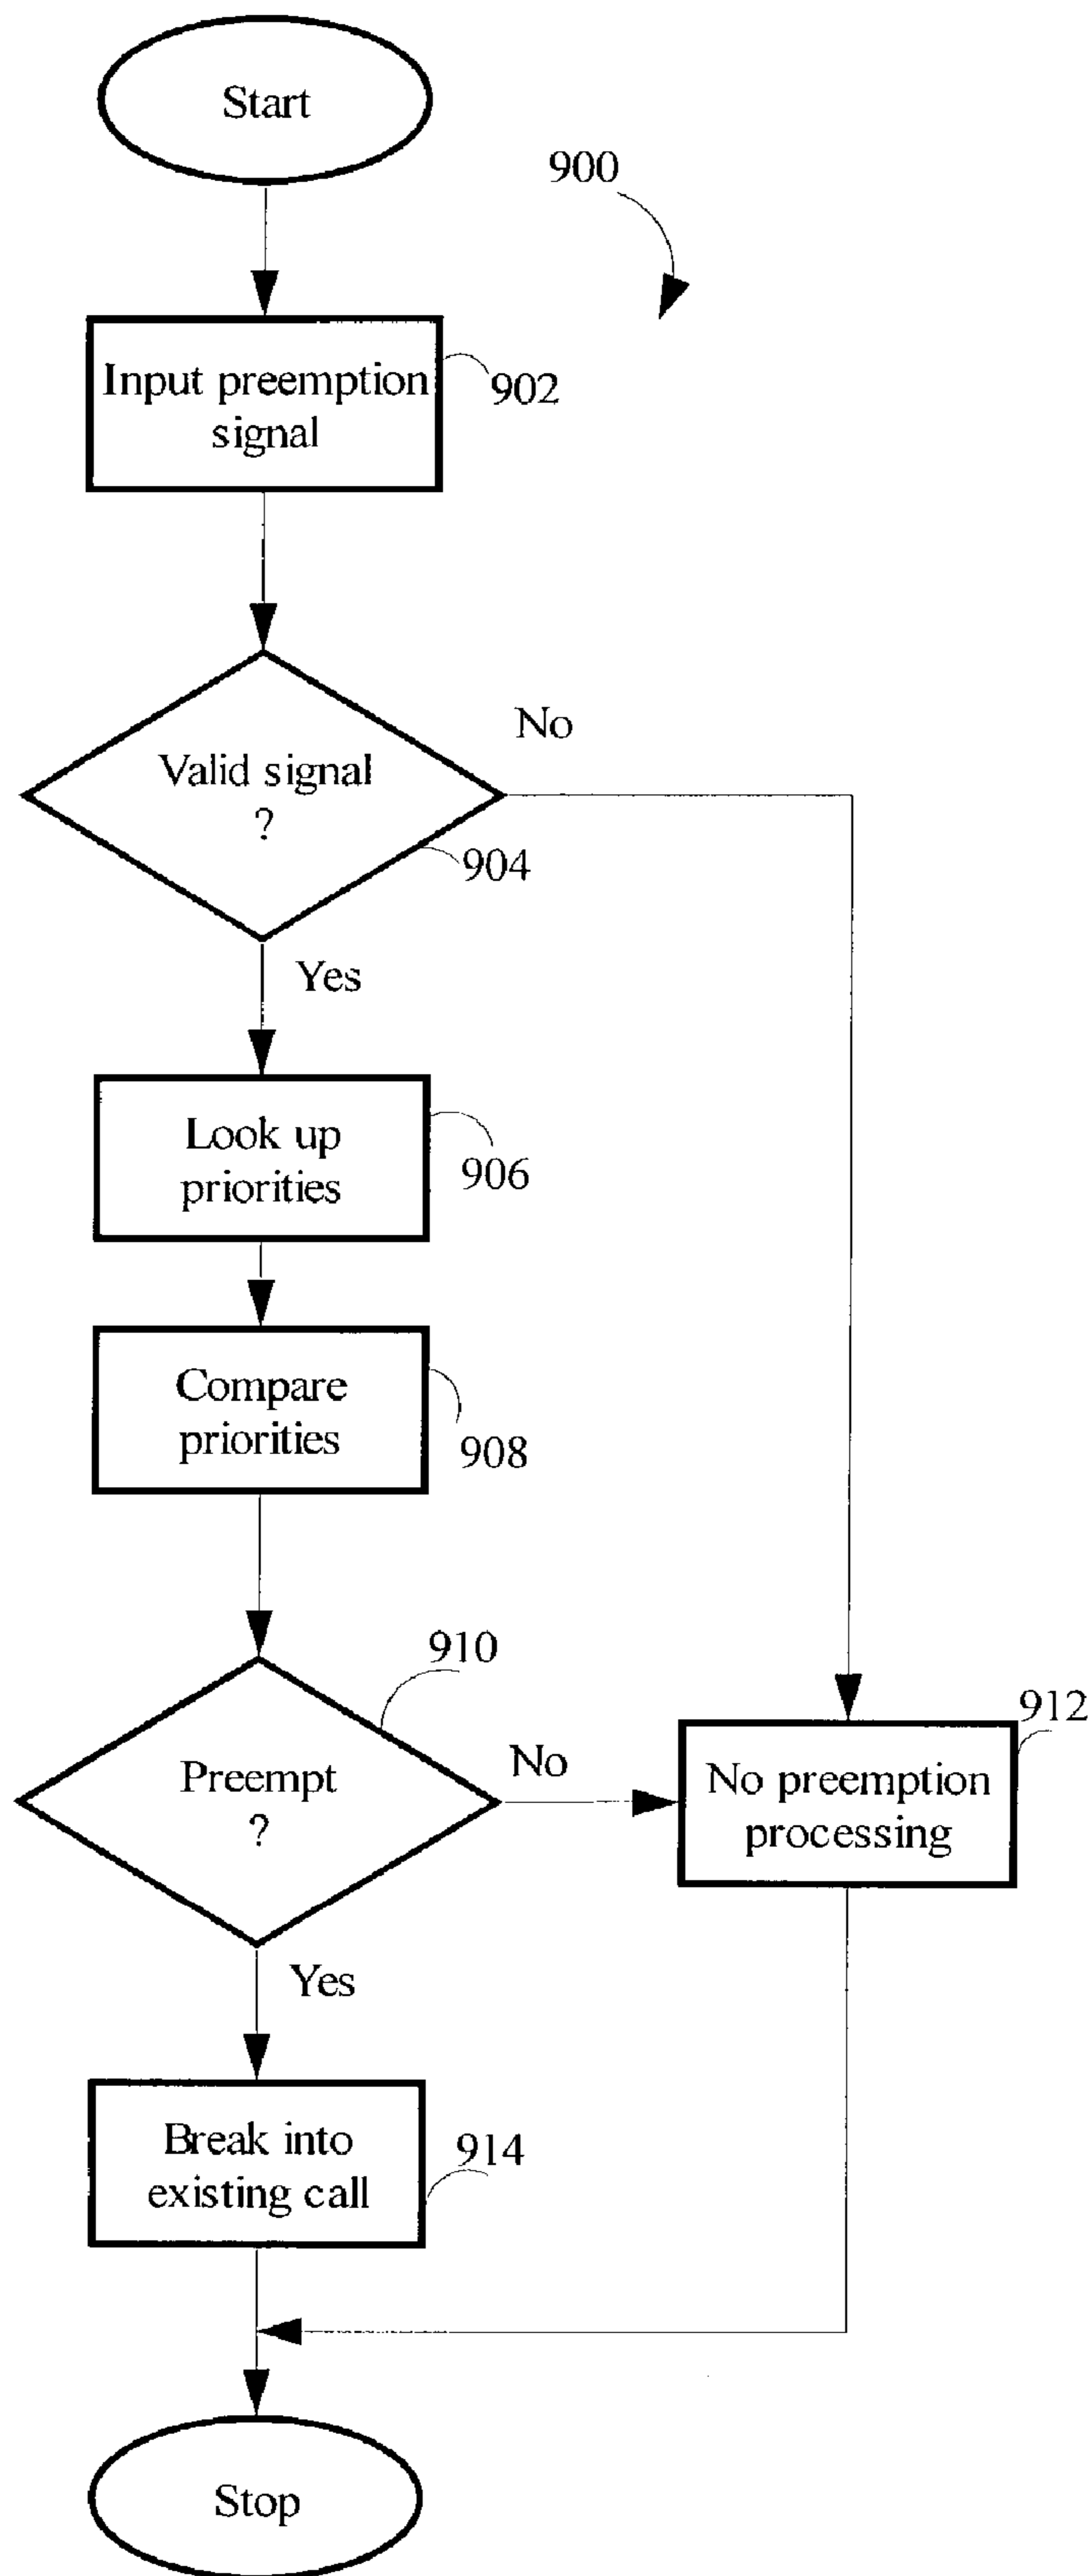 Start
900
Input preemption
signal
902
No
Valid signal
?
904
Yes
Look up
priorities
906
Compare
priorities
908
910
Preempt
?
No
912
No preemption
processing
Yes
Break into
existing call
914
Stop